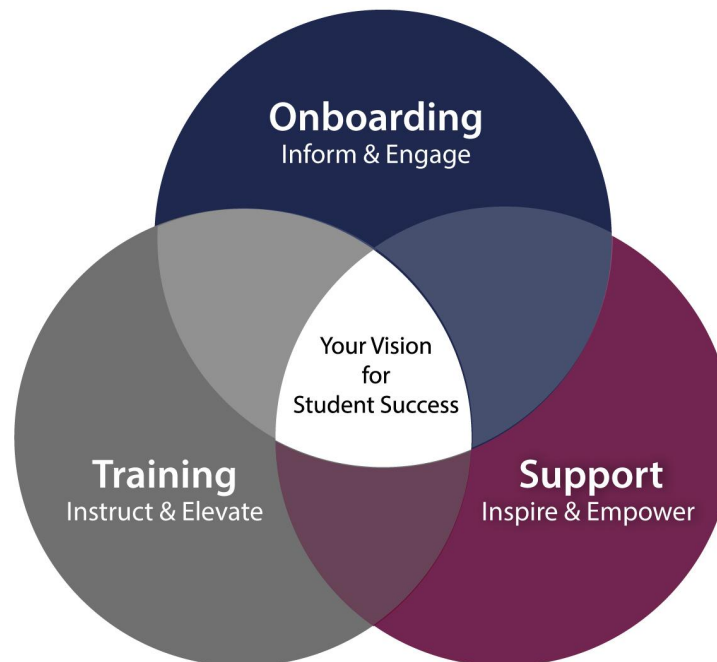 Onboarding
Inform & Engage
Your Vision
for
Student Success
Training
Instruct & Elevate
Support
Inspire & Empower